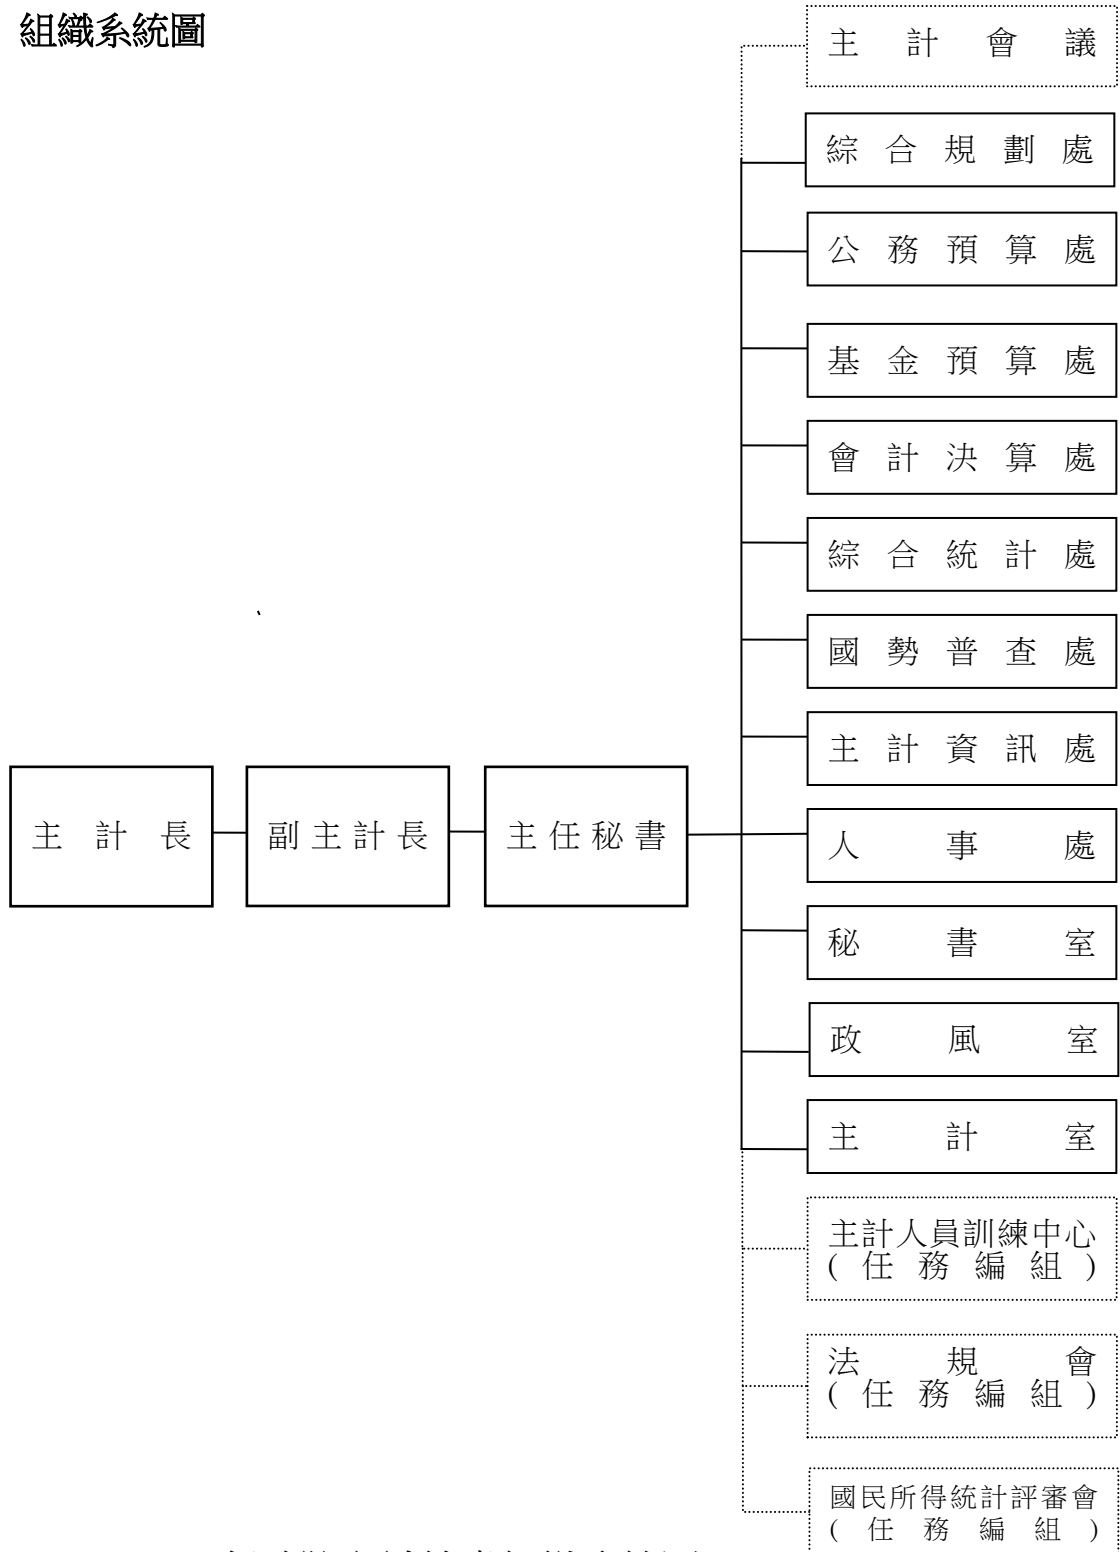 組織系統圖
主計會議
綜合規劃處
公務預算處
基金預算處
會計決算處
綜合統計處
國勢普查處
主計資訊處
主計長
副主計長
主任秘書
人事處
秘書室
政風室
主計室
主計人員訓練中心
(任務編組)
法規會
(任務編組)
國民所得統計評審會
(任務編組)